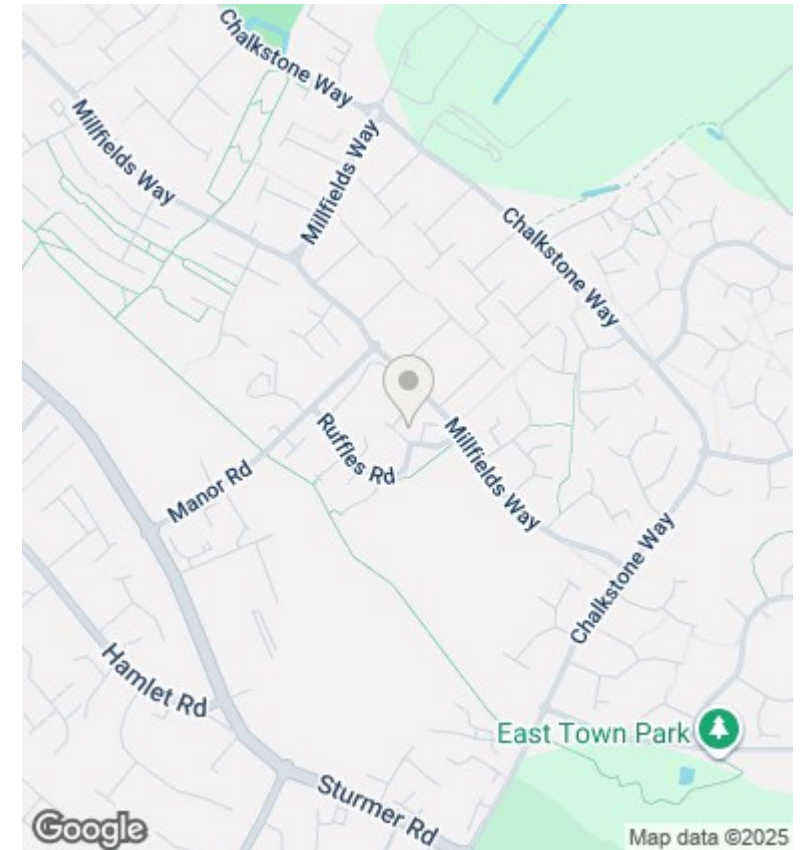 Chalkstone Way
Millfields Way
Millfields Way
Chalkstone Way
Ruffles Rd
Millfields Way
Manor Rd
Chalkstone Way
Hamlet Rd
East Town Park
Sturmer Rd
Google
Map data ©2025